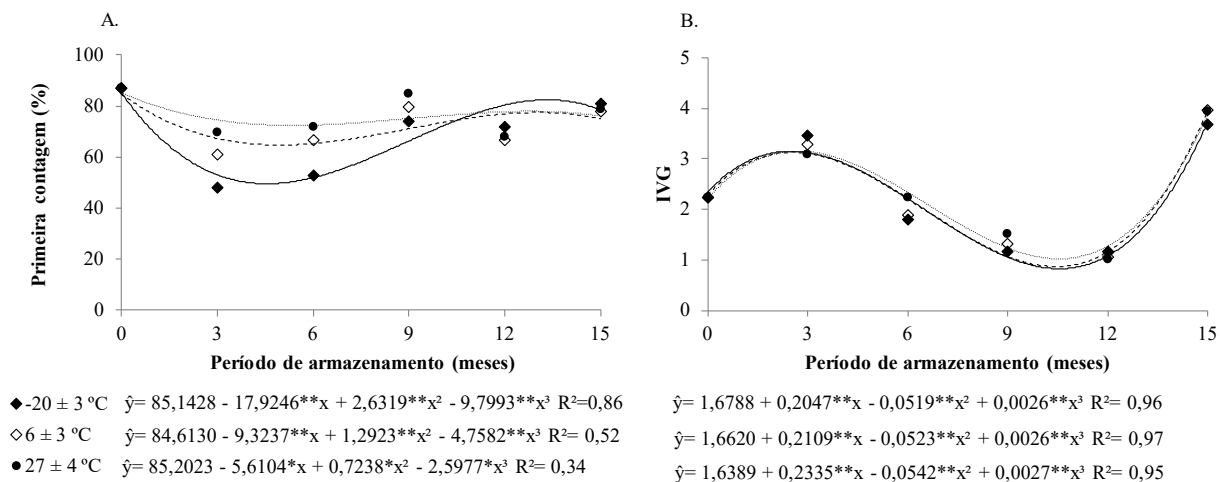 A.
Primeira contagem (%)
100
80
60
40
20
0
0 3 6 9 12 15
Período de armazenamento (meses)
B.
IVG
5
4
3
2
1
0
0 3 6 9 12 15
Período de armazenamento (meses)
-20 ± 3 ºC ŷ= 85,1428 - 17,9246**x + 2,6319**x² - 9,7993**x³ R²=0,86
6 ± 3 ºC ŷ= 84,6130 - 9,3237**x + 1,2923**x² - 4,7582**x³ R²= 0,52
27 ± 4 ºC ŷ= 85,2023 - 5,6104*x + 0,7238*x² - 2,5977*x³ R²= 0,34
ŷ= 1,6788 + 0,2047**x - 0,0519**x² + 0,0026**x³ R²= 0,96
ŷ= 1,6620 + 0,2109**x - 0,0523**x² + 0,0026**x³ R²= 0,97
ŷ= 1,6389 + 0,2335**x - 0,0542**x² + 0,0027**x³ R²= 0,95